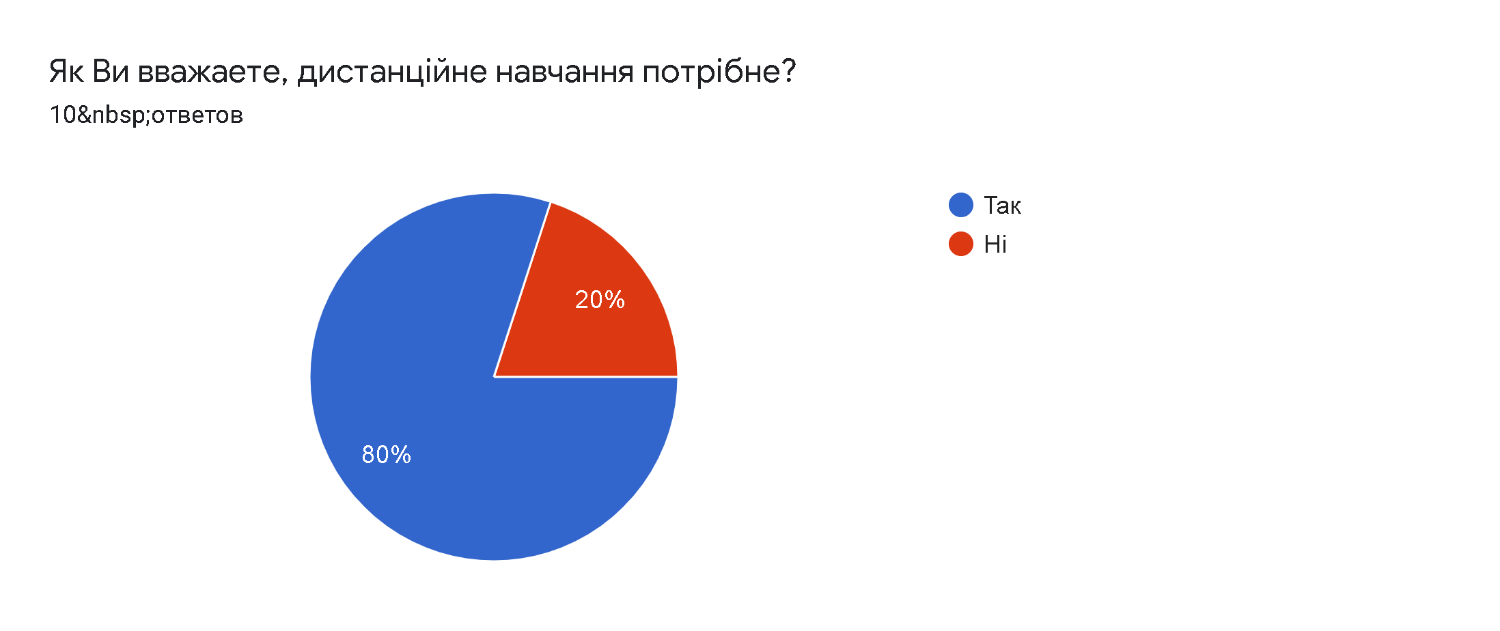 Як Ви вважаете, дистанційне навчання потрібне?
10&nbsp;ответов
Так
Ні
20%
80%